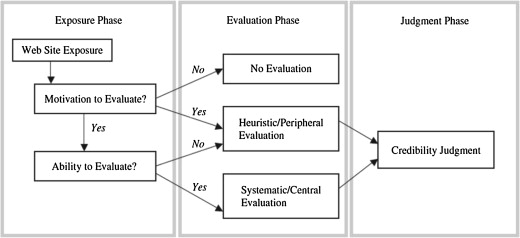 Exposure Phase
Evaluation Phase
Judgment Phase
Web Site Exposure
No
No Evaluation
Motivation to Evaluate?
Yes
Heuristic/Peripheral
Evaluation
Yes
No
Credibility Judgment
Ability to Evaluate?
Yes
Systematic/Central
Evaluation